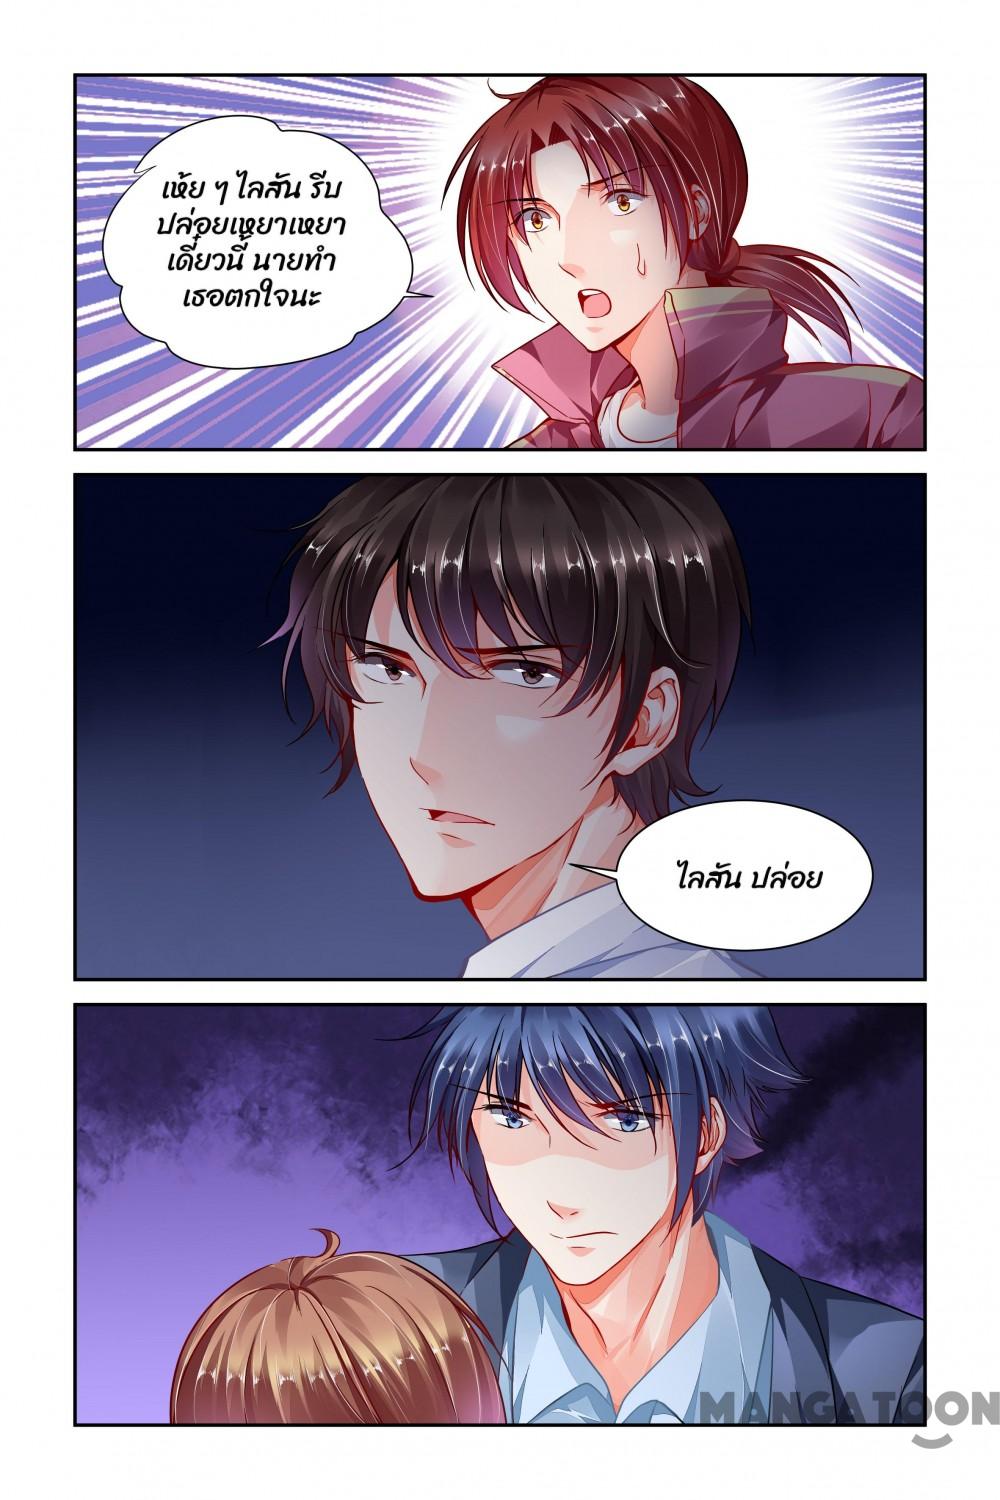 เห้ย ๆ ไลสัน รีบ
ปล่อยเหยาเหยา
เดี๋ยวนี้ นายทำ
เธอตกใจนะ
ไลสัน ปล่อย
MANGATOON